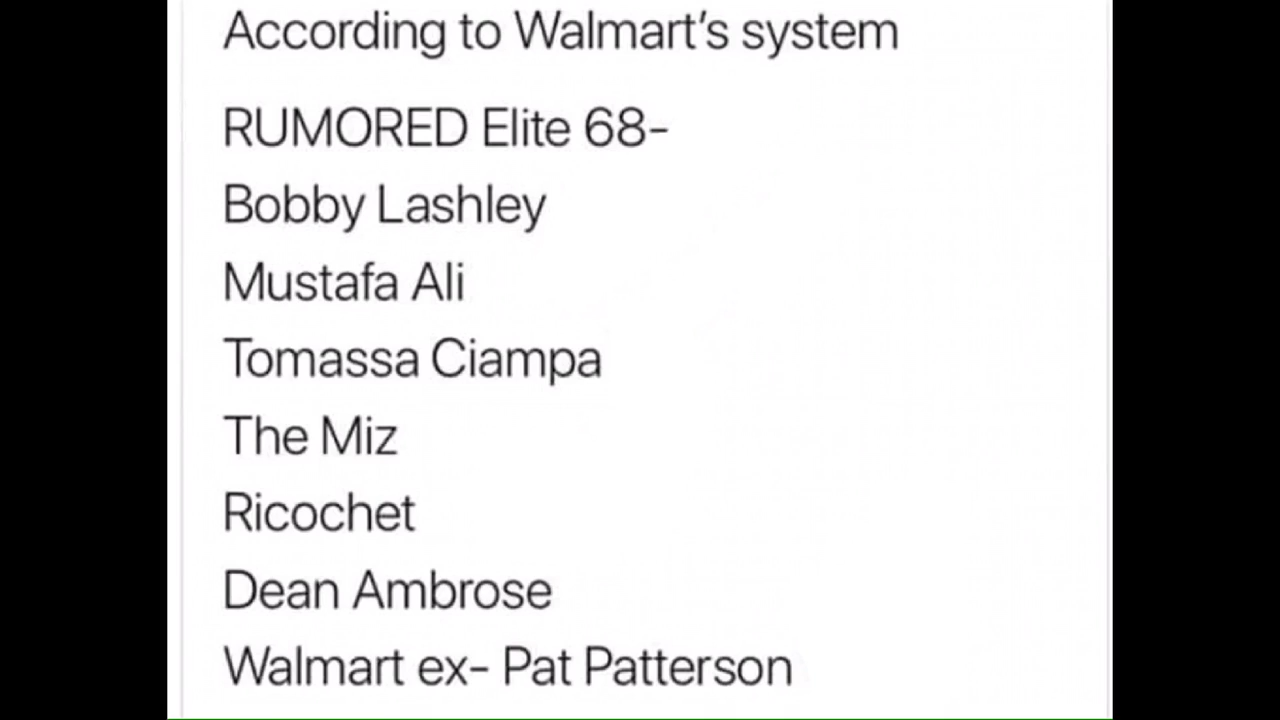 According to Walmart's system
RUMORED Elite 68-
Bobby Lashley
Mustafa Ali
Tomassa Ciampa
The Miz
Ricochet
Dean Ambrose
Walmart ex- Pat Patterson